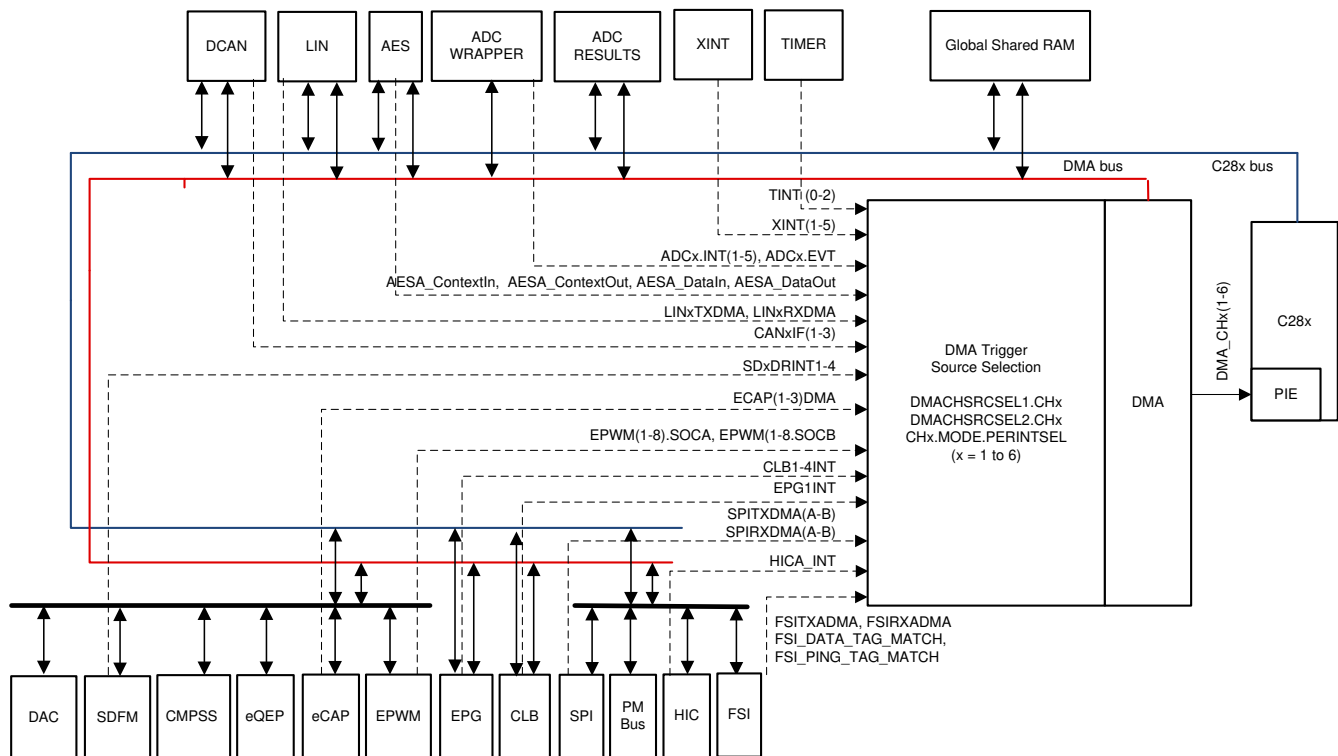 DCAN
LIN
AES
ADC
WRAPPER
ADC
RESULTS
XINT
TIMER
Global Shared RAM
DMA bus
C28x bus
TINT (0-2)
XINT(1-5)
ADCx.INT(1-5), ADCx.EVT
AESA_ContextIn, AESA_ContextOut, AESA_DataIn, AESA_DataOut
LINxTXDMA, LINxRXDMA
CANxIF(1-3)
SDxDRINT1-4
ECAP(1-3)DMA
EPWM(1-8).SOCA, EPWM(1-8.SOCB
CLB1-4INT
EPG1INT
SPITXDMA(A-B)
SPIRXDMA(A-B)
HICA_INT
FSITXADMA, FSIRXADMA
FSI_DATA_TAG_MATCH,
FSI_PING_TAG_MATCH
DMA Trigger
Source Selection
DMACHSRCSEL1.CHx
DMACHSRCSEL2.CHx
CHx.MODE.PERINTSEL
(x = 1 to 6)
DMA
DMA_CHx(1-6)
C28x
PIE
DAC
SDFM
CMPSS
eQEP
eCAP
EPWM
EPG
CLB
SPI
PM
Bus
HIC
FSI